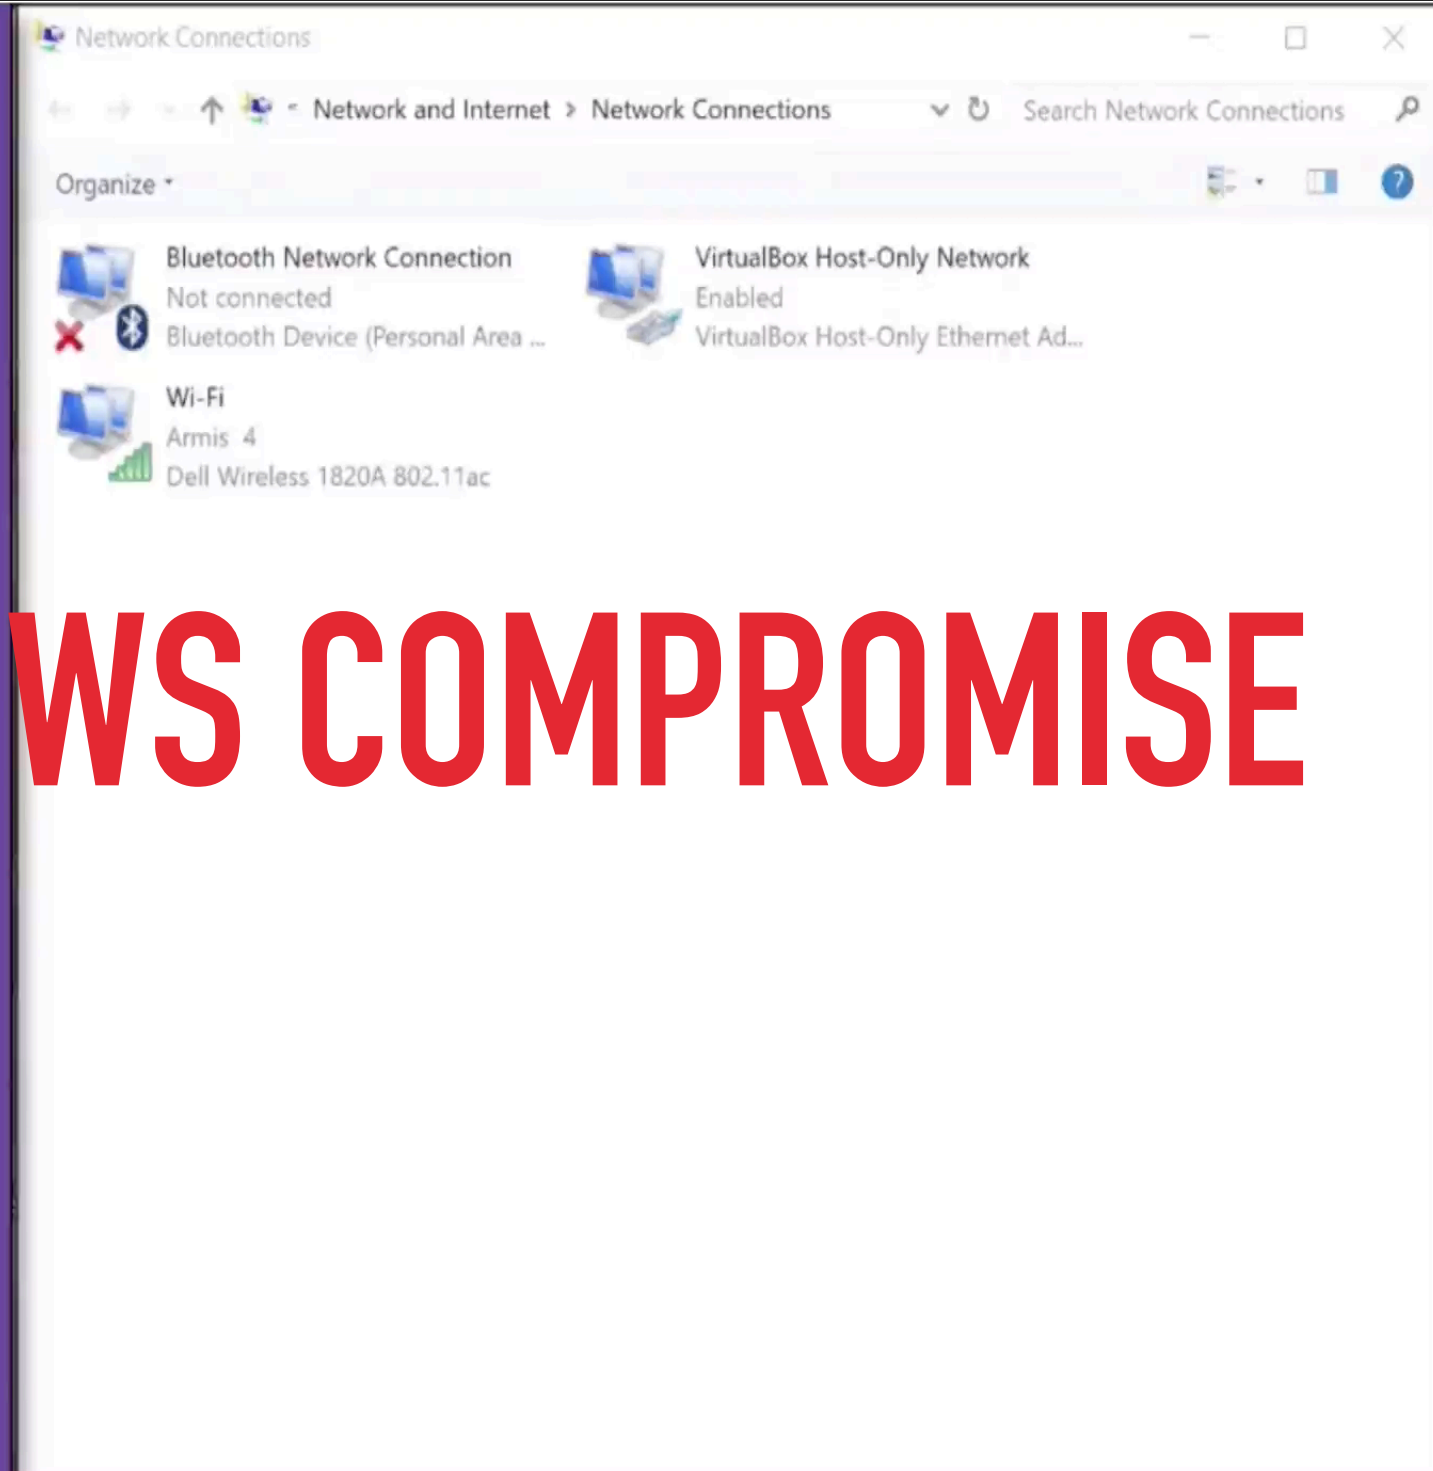 Network Connections
Network and Internet > Network Connections
Search Network Connections
Organize
Bluetooth Network Connection
Not connected
Bluetooth Device (Personal Area ...
VirtualBox Host-Only Network
Enabled
VirtualBox Host-Only Ethernet Ad...
Wi-Fi
Armis 4
Dell Wireless 1820A 802.11ac
WS COMPROMISE